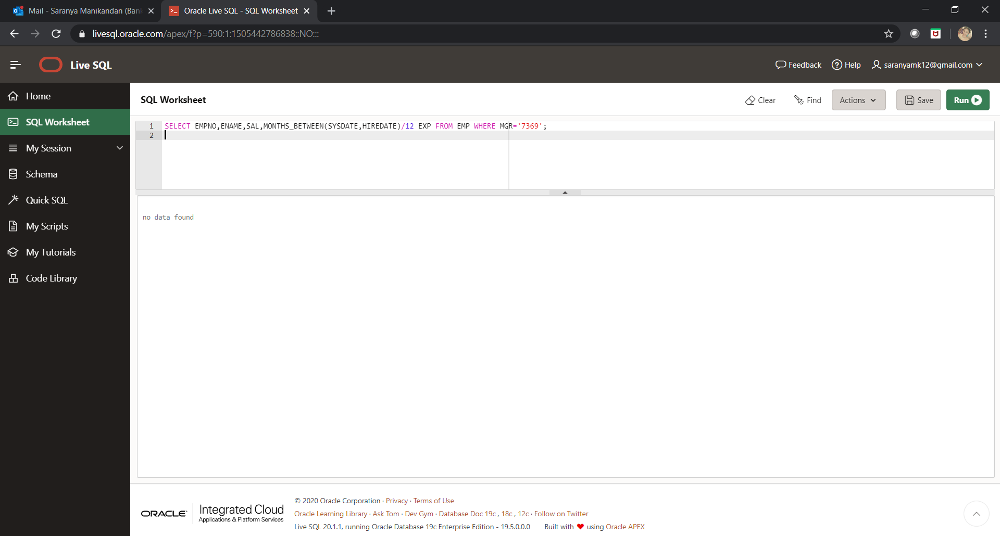 Mail - Saranya Manikandan (Bank
Oracle Live SQL - SQL Worksheet
livesql.oracle.com/apex/f?p=590:1:1505442786838::NO:::
Live SQL
Feedback
Help
saranyamk12@gmail.com
Home
SQL Worksheet
My Session
Schema
Quick SQL
My Scripts
My Tutorials
Code Library
SQL Worksheet
Clear
Find
Actions
Save
Run
1 SELECT EMPNO,ENAME,SAL,MONTHS_BETWEEN(SYSDATE,HIREDATE)/12 EXP FROM EMP WHERE MGR='7369';
2
no data found
ORACLE
Integrated Cloud
Applications & Platform Services
© 2020 Oracle Corporation · Privacy · Terms of Use
Oracle Learning Library · Ask Tom · Dev Gym · Database Doc 19c , 18c , 12c · Follow on Twitter
Live SQL 20.1.1, running Oracle Database 19c Enterprise Edition - 19.5.0.0.0 Built with ❤ using Oracle APEX